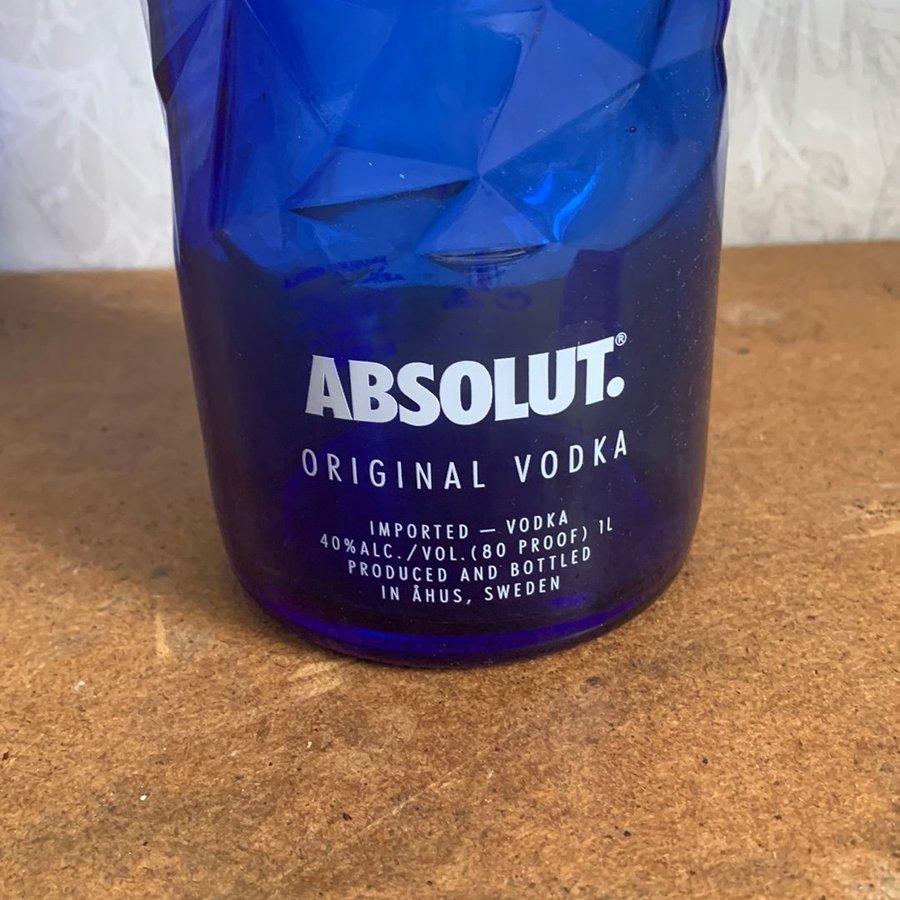 ABSOLUT.®
ORIGINAL VODKA
IMPORTED — VODKA
40%ALC./VOL.(80 PROOF) 1L
PRODUCED AND BOTTLED
IN ÅHUS, SWEDEN